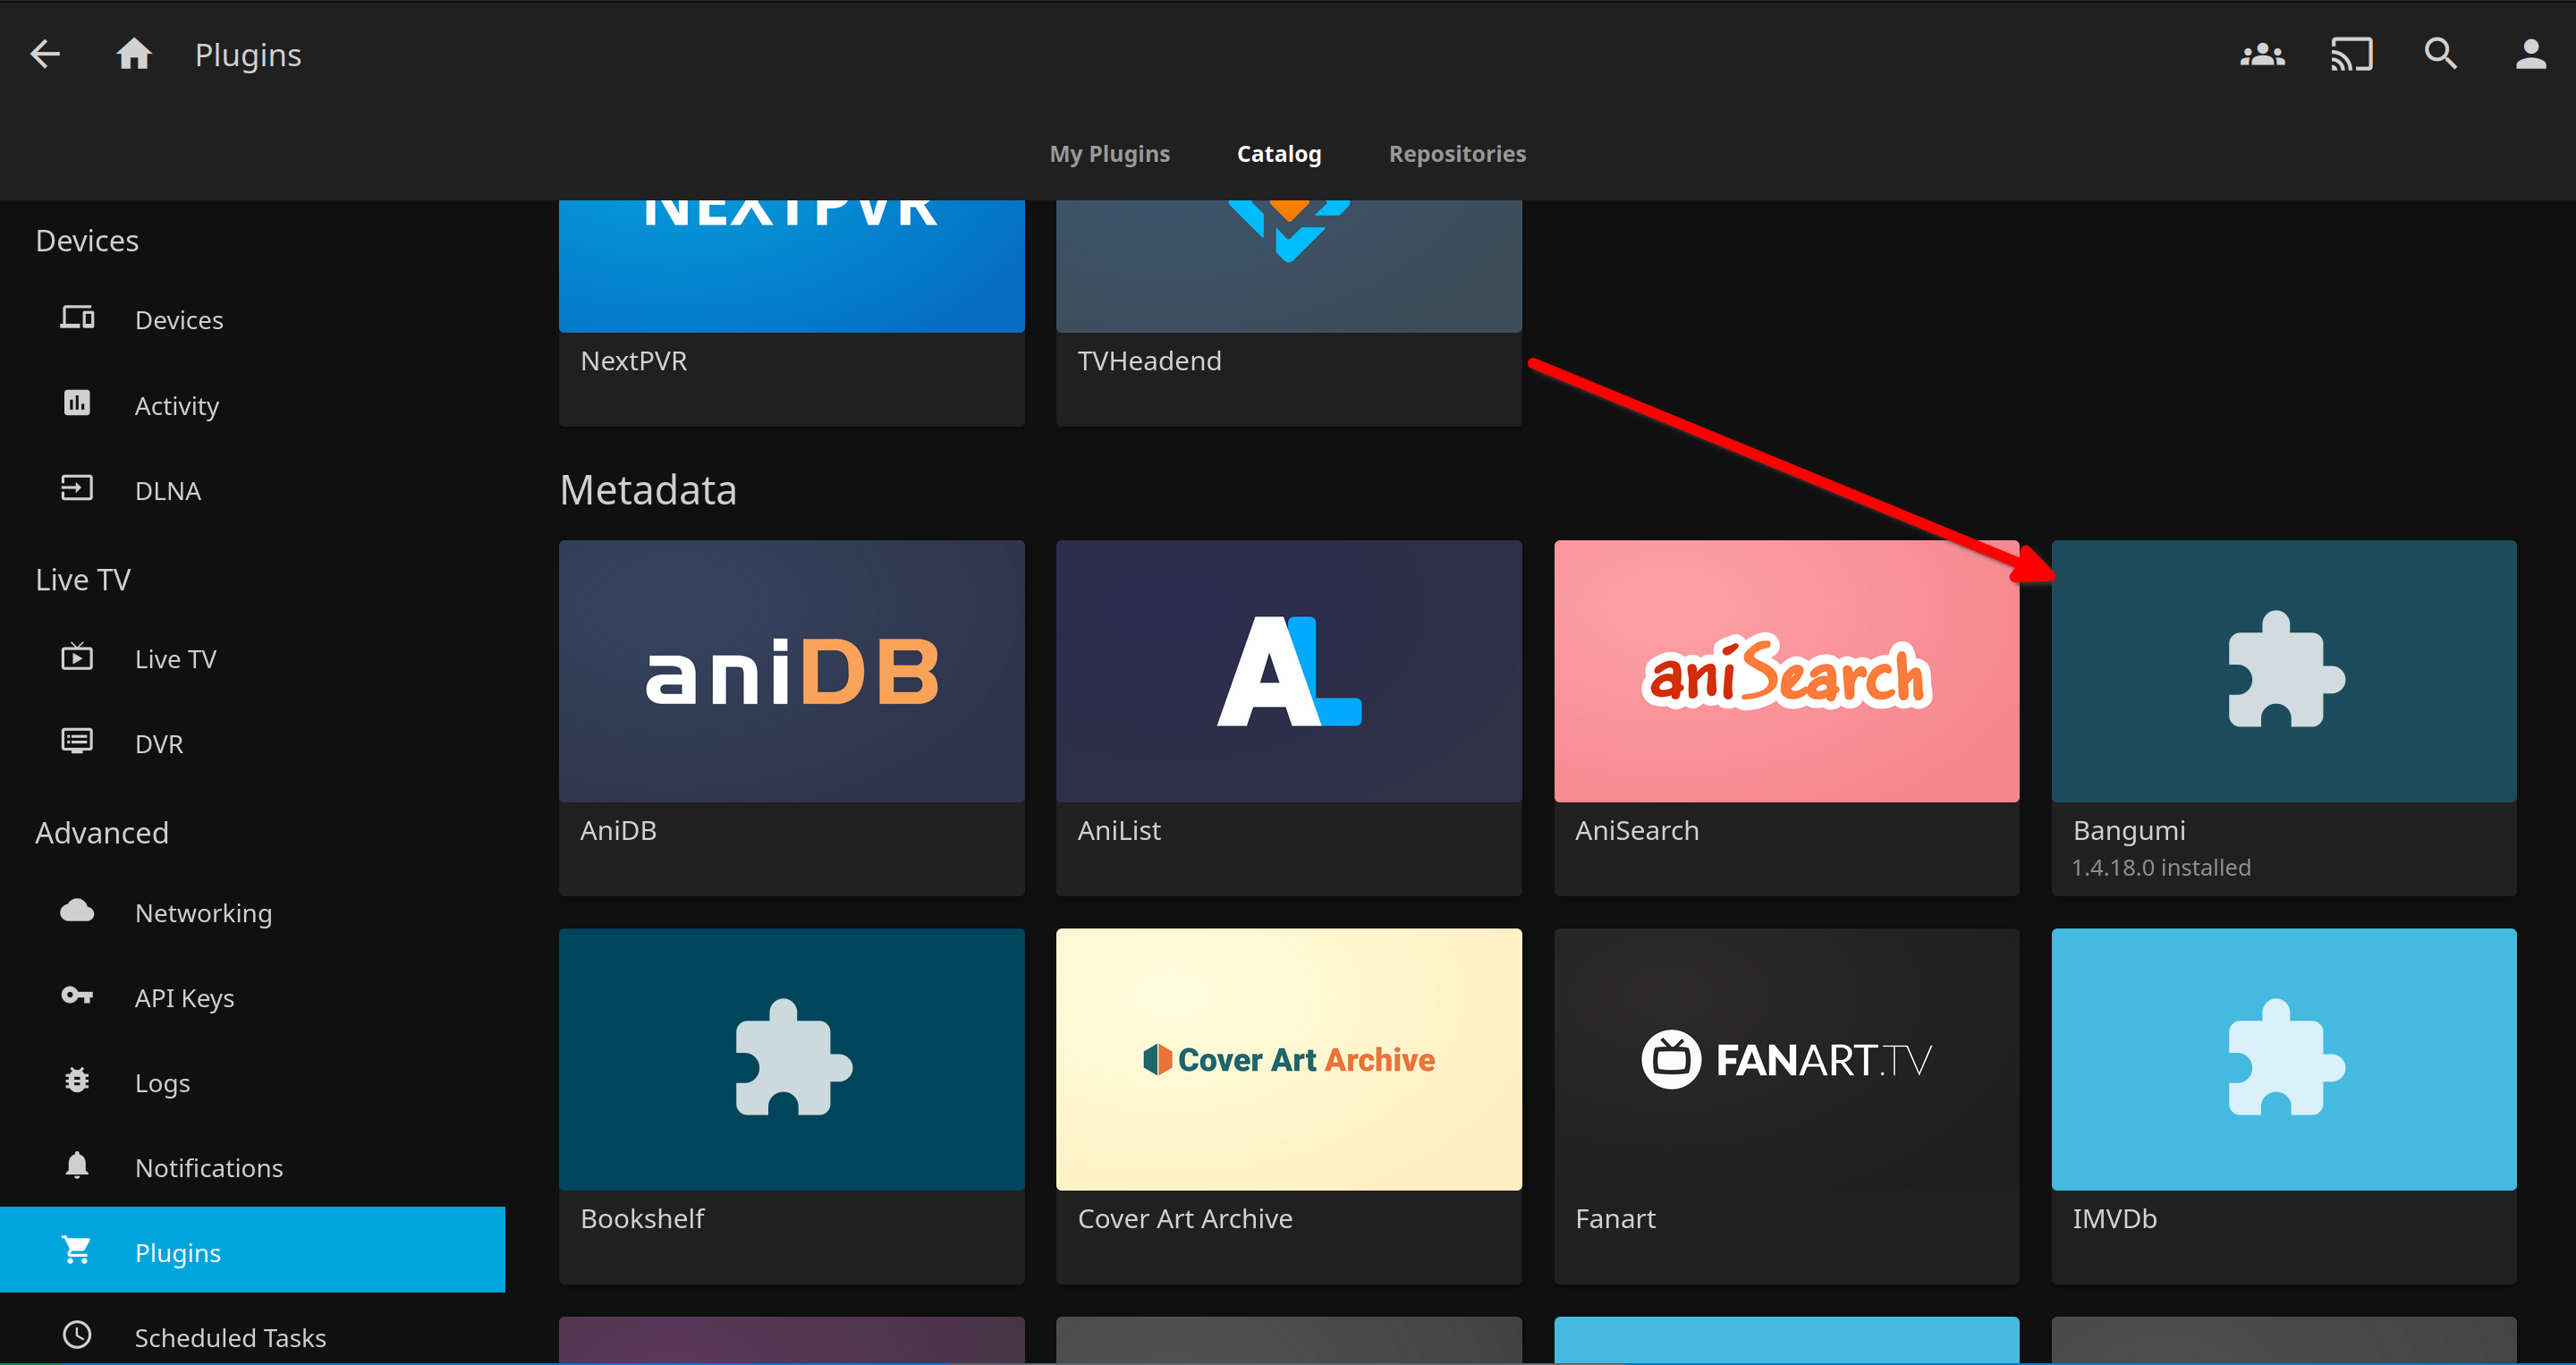 Plugins
My Plugins
Catalog
Repositories
Devices
Devices
Activity
DLNA
Live TV
Live TV
DVR
Advanced
Networking
API Keys
Logs
Notifications
Plugins
Scheduled Tasks
NEXTPVR
NextPVR
TVHeadend
Metadata
aniDB
AniDB
AL
AniList
aniSearch
AniSearch
Bangumi
1.4.18.0 installed
Bookshelf
Cover Art Archive
Cover Art Archive
FANART.TV
Fanart
IMVDb